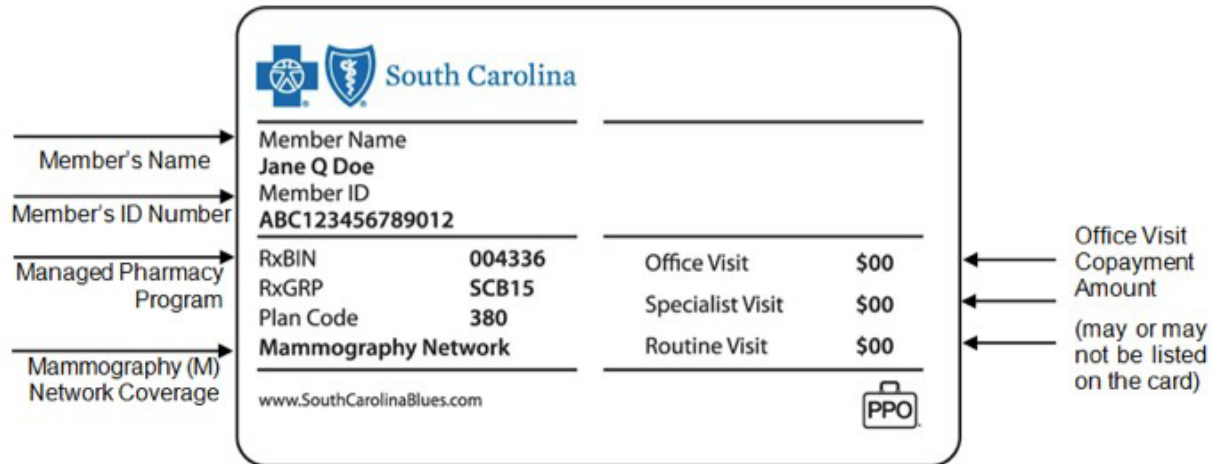 South Carolina
Member's Name
Member Name
Jane Q Doe
Member's ID Number
Member ID
ABC123456789012
Managed Pharmacy
Program
RxBIN 004336
RxGRP SCB15
Plan Code 380
Mammography Network
Mammography (M)
Network Coverage
Office Visit $00
Specialist Visit $00
Routine Visit $00
Office Visit
Copayment
Amount
(may or may
not be listed
on the card)
www.SouthCarolinaBlues.com
PPO